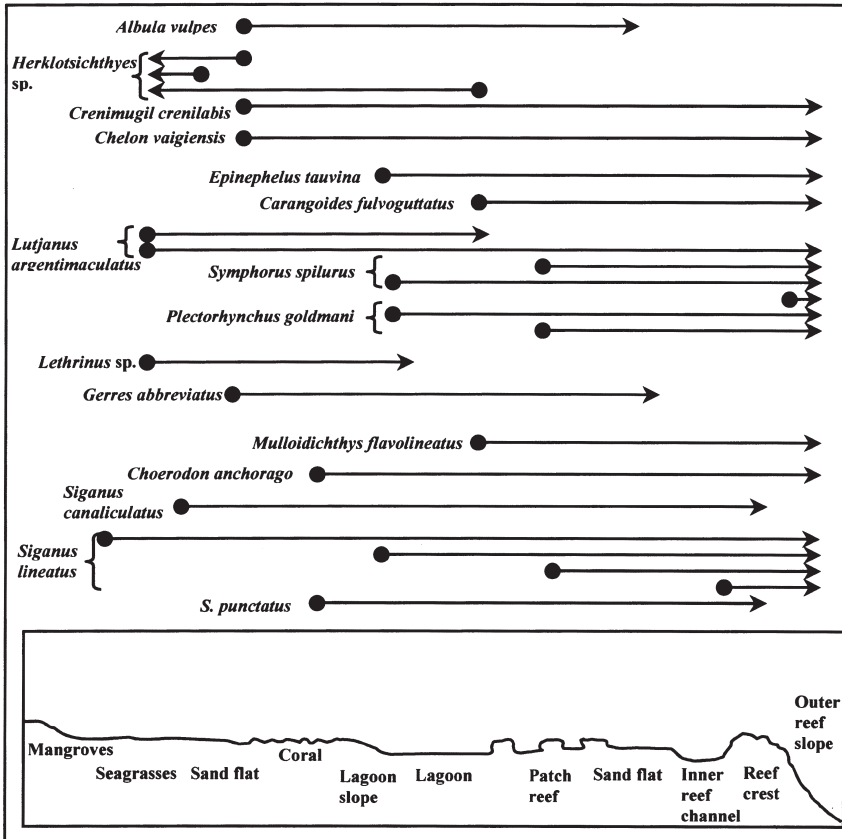 Albula vulpes
Herklotsichthyes
sp.
Crenimugil crenilabis
Chelon vaigiensis
Epinephelus tauvina
Carangoides fulvoguttatus
Lutjanus
argentimaculatus
Symphorus spilurus
Plectorhynchus goldmani
Lethrinus sp.
Gerres abbreviatus
Mulloidichthys flavolineatus
Choerodon anchorago
Siganus
canaliculatus
Siganus
lineatus
S. punctatus
Mangroves
Seagrasses
Sand flat
Coral
Lagoon
slope
Lagoon
Patch
reef
Sand flat
Inner
reef
channel
Reef
crest
Outer
reef
slope